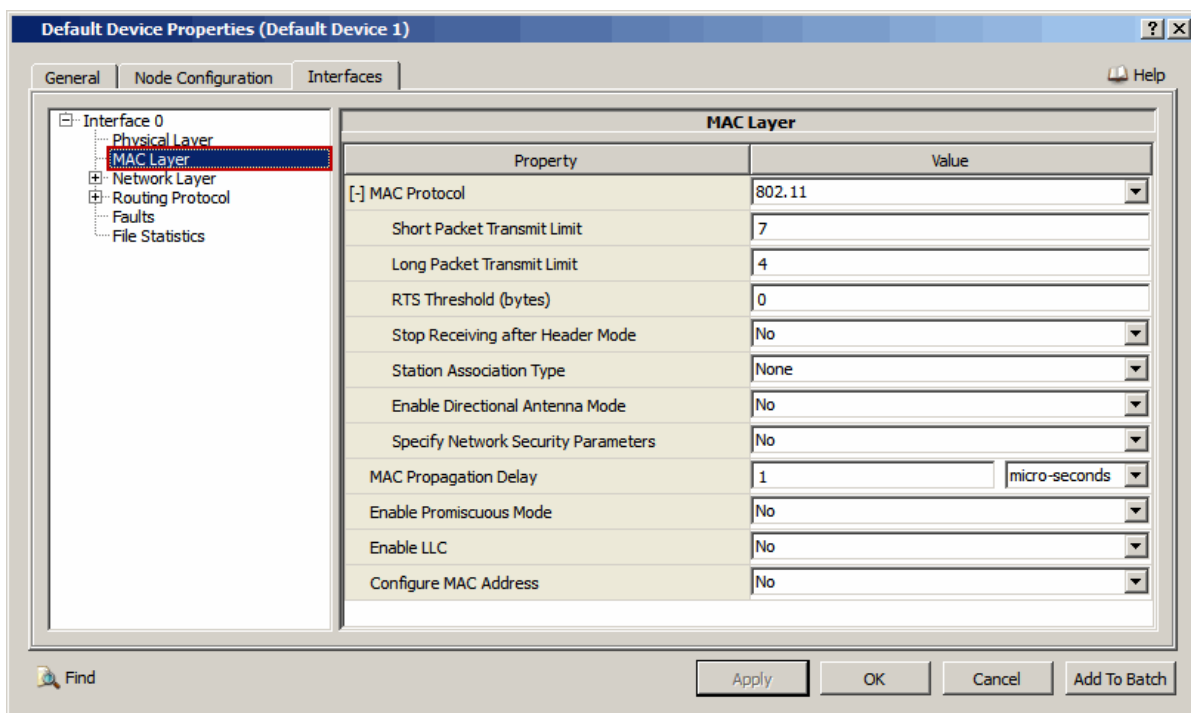 Default Device Properties (Default Device 1)
? X
General Node Configuration Interfaces Help
Interface 0
Physical Layer
MAC Layer
Network Layer
Routing Protocol
Faults
File Statistics
MAC Layer
Property Value
[-] MAC Protocol 802.11
Short Packet Transmit Limit 7
Long Packet Transmit Limit 4
RTS Threshold (bytes) 0
Stop Receiving after Header Mode No
Station Association Type None
Enable Directional Antenna Mode No
Specify Network Security Parameters No
MAC Propagation Delay 1 micro-seconds
Enable Promiscuous Mode No
Enable LLC No
Configure MAC Address No
Find Apply OK Cancel Add To Batch